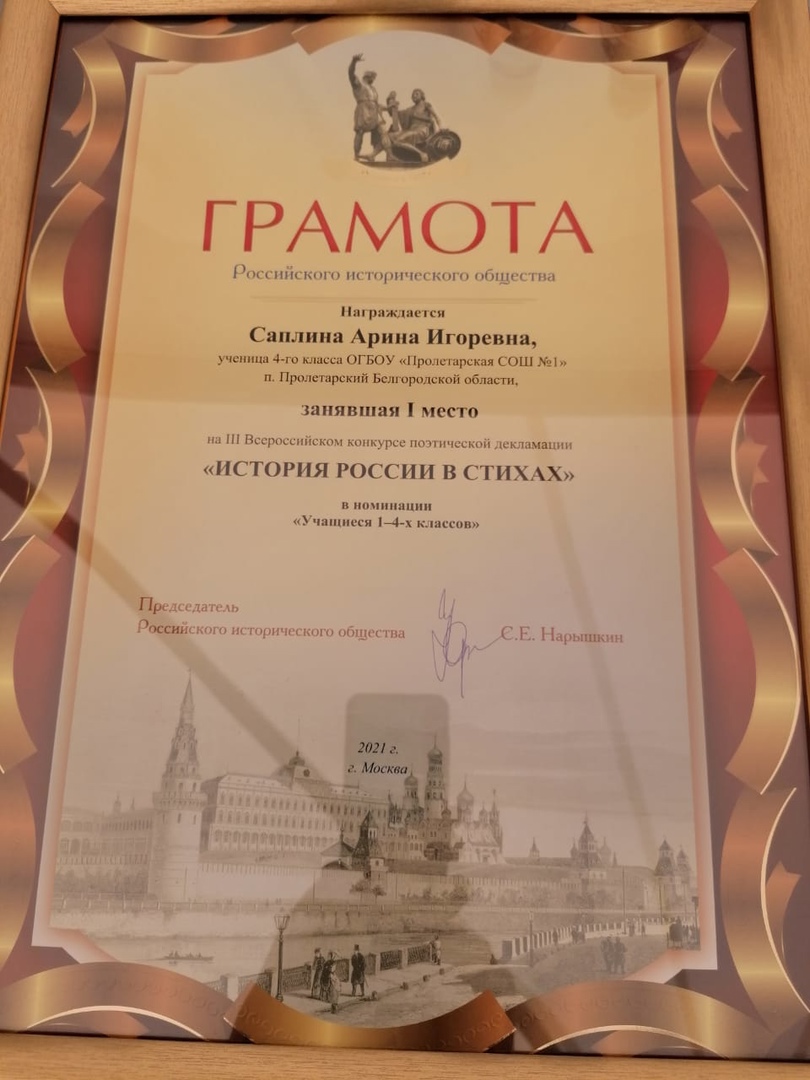 ГРАМОТА
Российского исторического общества
Награждается
Саплина Арина Игоревна,
ученица 4-го класса ОГБОУ «Пролетарская СОШ №1»
п. Пролетарский Белгородской области,
занявшая I место
на III Всероссийском конкурсе поэтической декламации
«ИСТОРИЯ РОССИИ В СТИХАХ»
в номинации
«Учащиеся 1–4-х классов»
Председатель
Российского исторического общества С.Е. Нарышкин
2021 г.
г. Москва